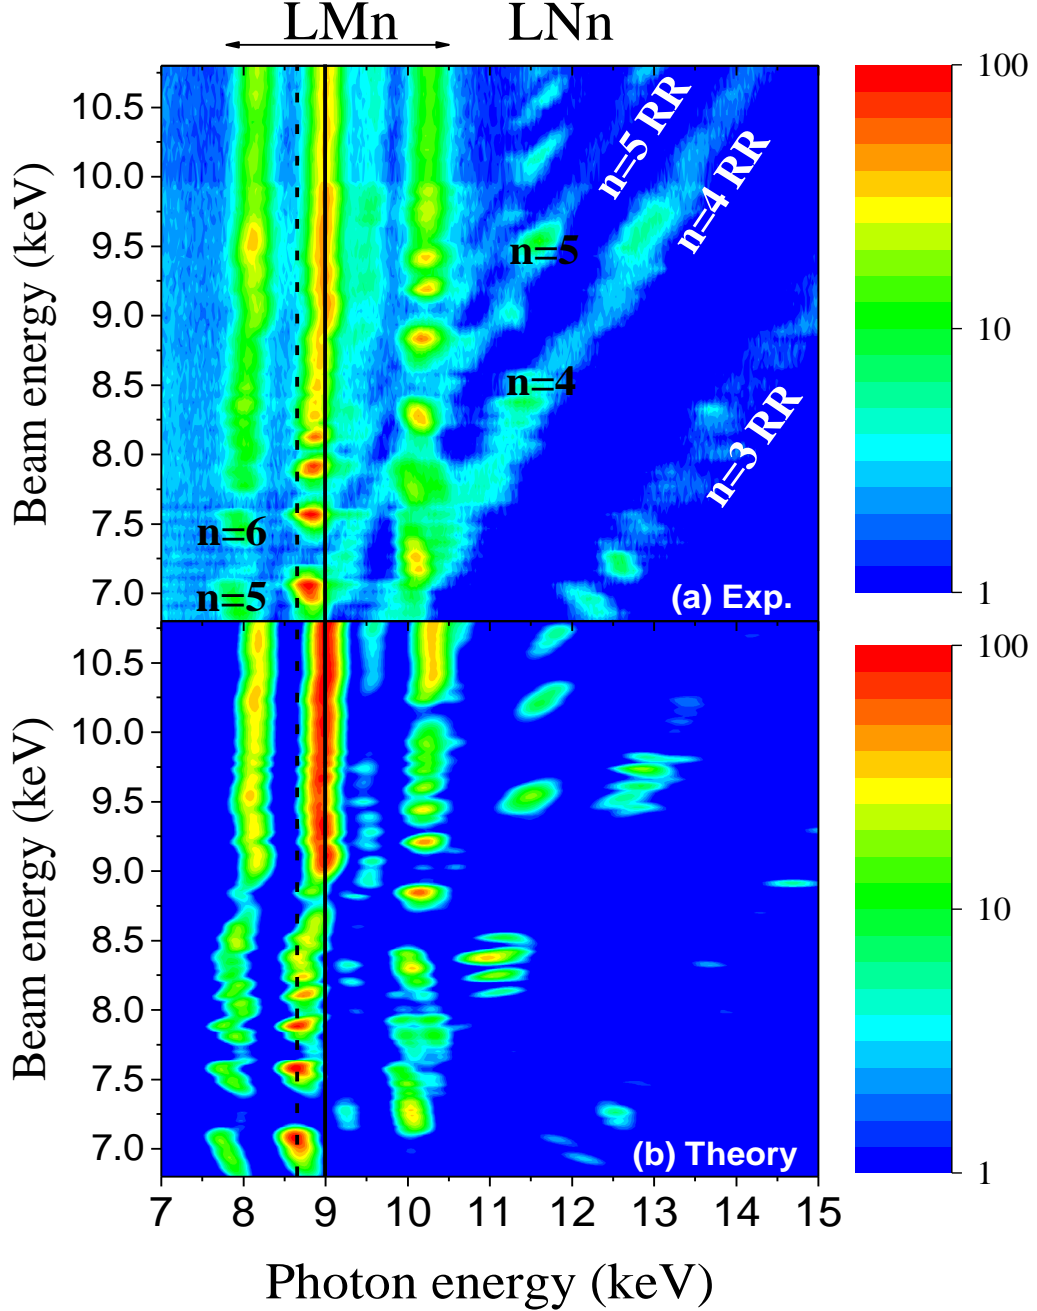 LMn LNn
Beam energy (keV)
10.5
10.0
9.5
9.0
8.5
8.0
7.5
7.0
n=5 RR
n=4 RR
n=3 RR
n=5
n=4
n=6
n=5
(a) Exp.
100
10
1
Beam energy (keV)
10.5
10.0
9.5
9.0
8.5
8.0
7.5
7.0
(b) Theory
100
10
1
7 8 9 10 11 12 13 14 15
Photon energy (keV)